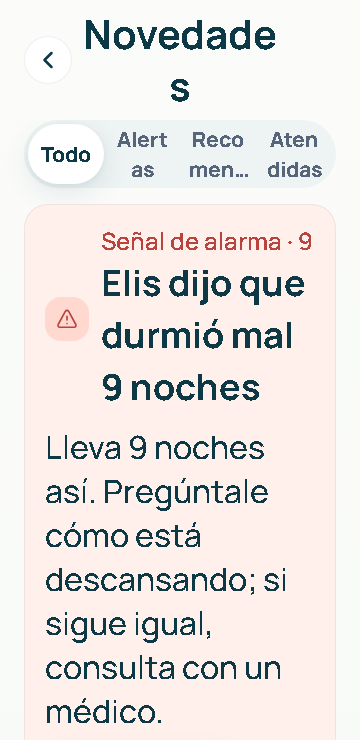 Novedade
s
Todo
Alert
as
Reco
men...
Aten
didas
Señal de alarma · 9
Elis dijo que
durmió mal
9 noches
Lleva 9 noches
así. Pregúntale
cómo está
descansando; si
sigue igual,
consulta con un
médico.